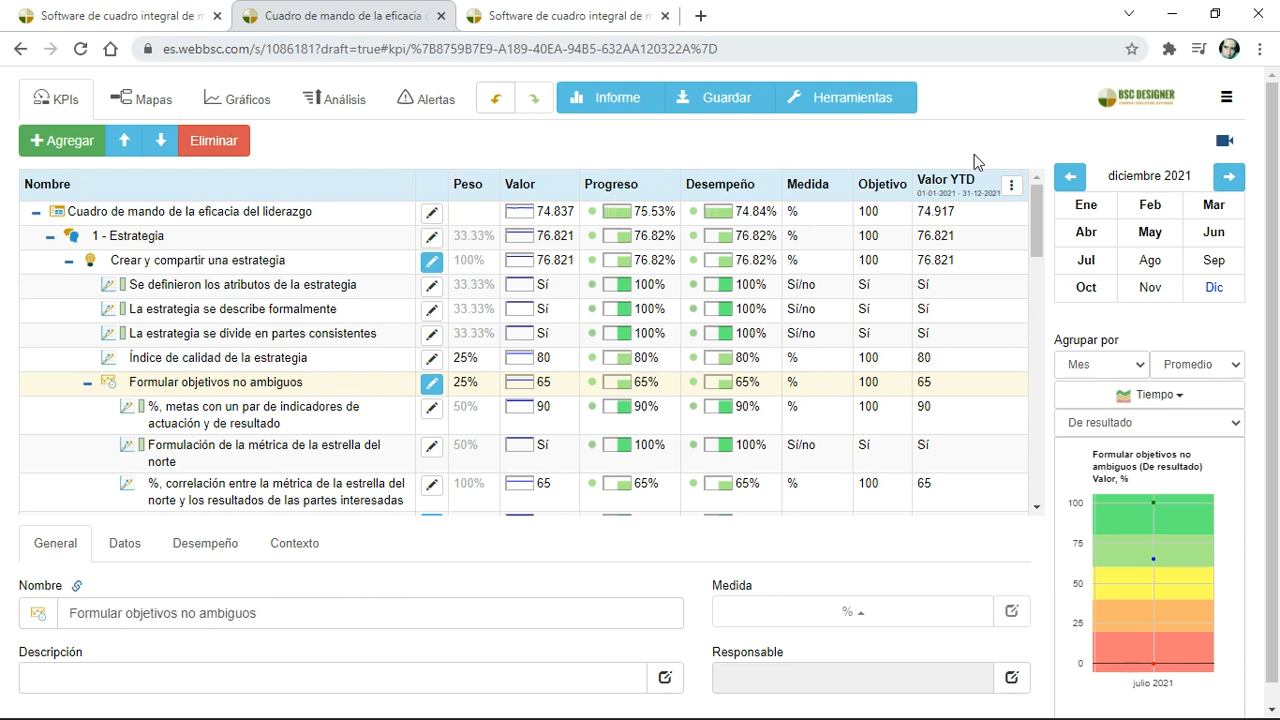 Software de cuadro integral de m
Cuadro de mando de la eficacia
Software de cuadro integral de m
es.webbsc.com/s/1086181?draft=true#kpi/%7B8759B7E9-A189-40EA-94B5-632AA120322A%7D
KPIs Mapas Gráficos Análisis Alertas Informe Guardar Herramientas BSC DESIGNER
Agregar Eliminar
Nombre Peso Valor Progreso Desempeño Medida Objetivo Valor YTD
01-01-2021 - 31-12-2021
Cuadro de mando de la eficacia del liderazgo 74.837 75.53% 74.84% % 100 74.917
1 - Estrategia 33.33% 76.821 76.82% 76.82% % 100 76.821
Crear y compartir una estrategia 100% 76.821 76.82% 76.82% % 100 76.821
Se definieron los atributos de la estrategia 33.33% Sí 100% 100% Sí/no Sí Sí
La estrategia se describe formalmente 33.33% Sí 100% 100% Sí/no Sí Sí
La estrategia se divide en partes consistentes 33.33% Sí 100% 100% Sí/no Sí Sí
Índice de calidad de la estrategia 25% 80 80% 80% % 100 80
Formular objetivos no ambiguos 25% 65 65% 65% % 100 65
%, metas con un par de indicadores de 50% 90 90% 90% % 100 90
actuación y de resultado
Formulación de la métrica de la estrella del 50% Sí 100% 100% Sí/no Sí Sí
norte
%, correlación entre la métrica de la estrella del 100% 65 65% 65% % 100 65
norte y los resultados de las partes interesadas
diciembre 2021
Ene Feb Mar
Abr May Jun
Jul Ago Sep
Oct Nov Dic
Agrupar por
Mes Promedio
Tiempo
De resultado
Formular objetivos no
ambiguos (De resultado)
Valor, %
100
75
50
25
0
julio 2021
General Datos Desempeño Contexto
Nombre Medida
Formular objetivos no ambiguos %
Descripción Responsable